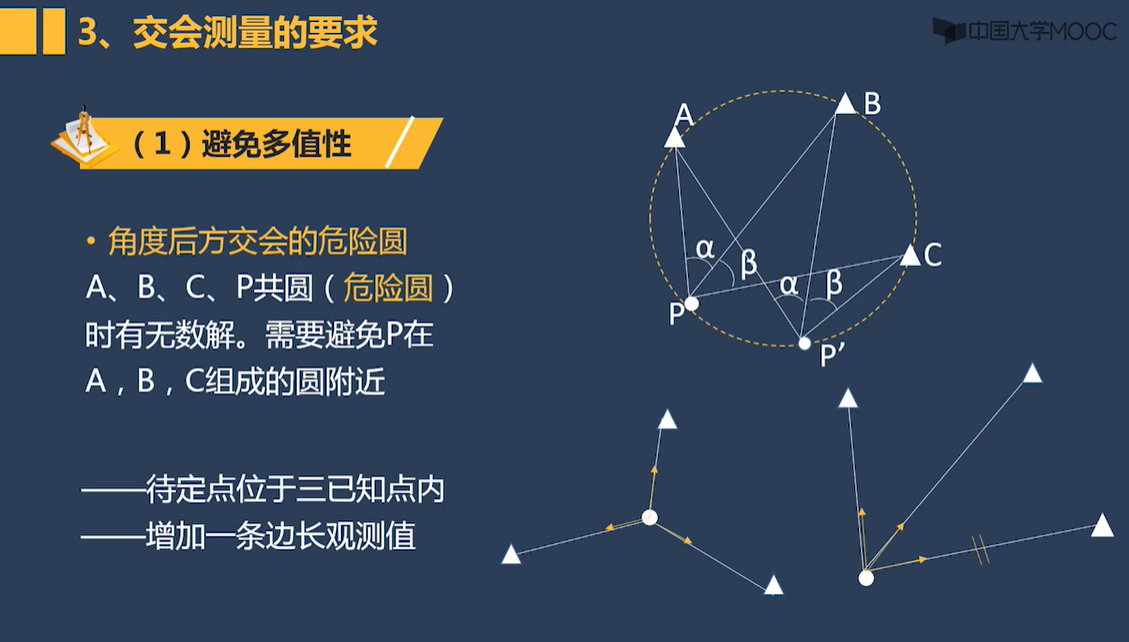 3、交会测量的要求
中国大学MOOC
（1）避免多值性
• 角度后方交会的危险圆
A、B、C、P共圆（危险圆）
时有无数解。需要避免P在
A，B，C组成的圆附近
——待定点位于三已知点内
——增加一条边长观测值
A
B
C
α
β
α
β
P
P′